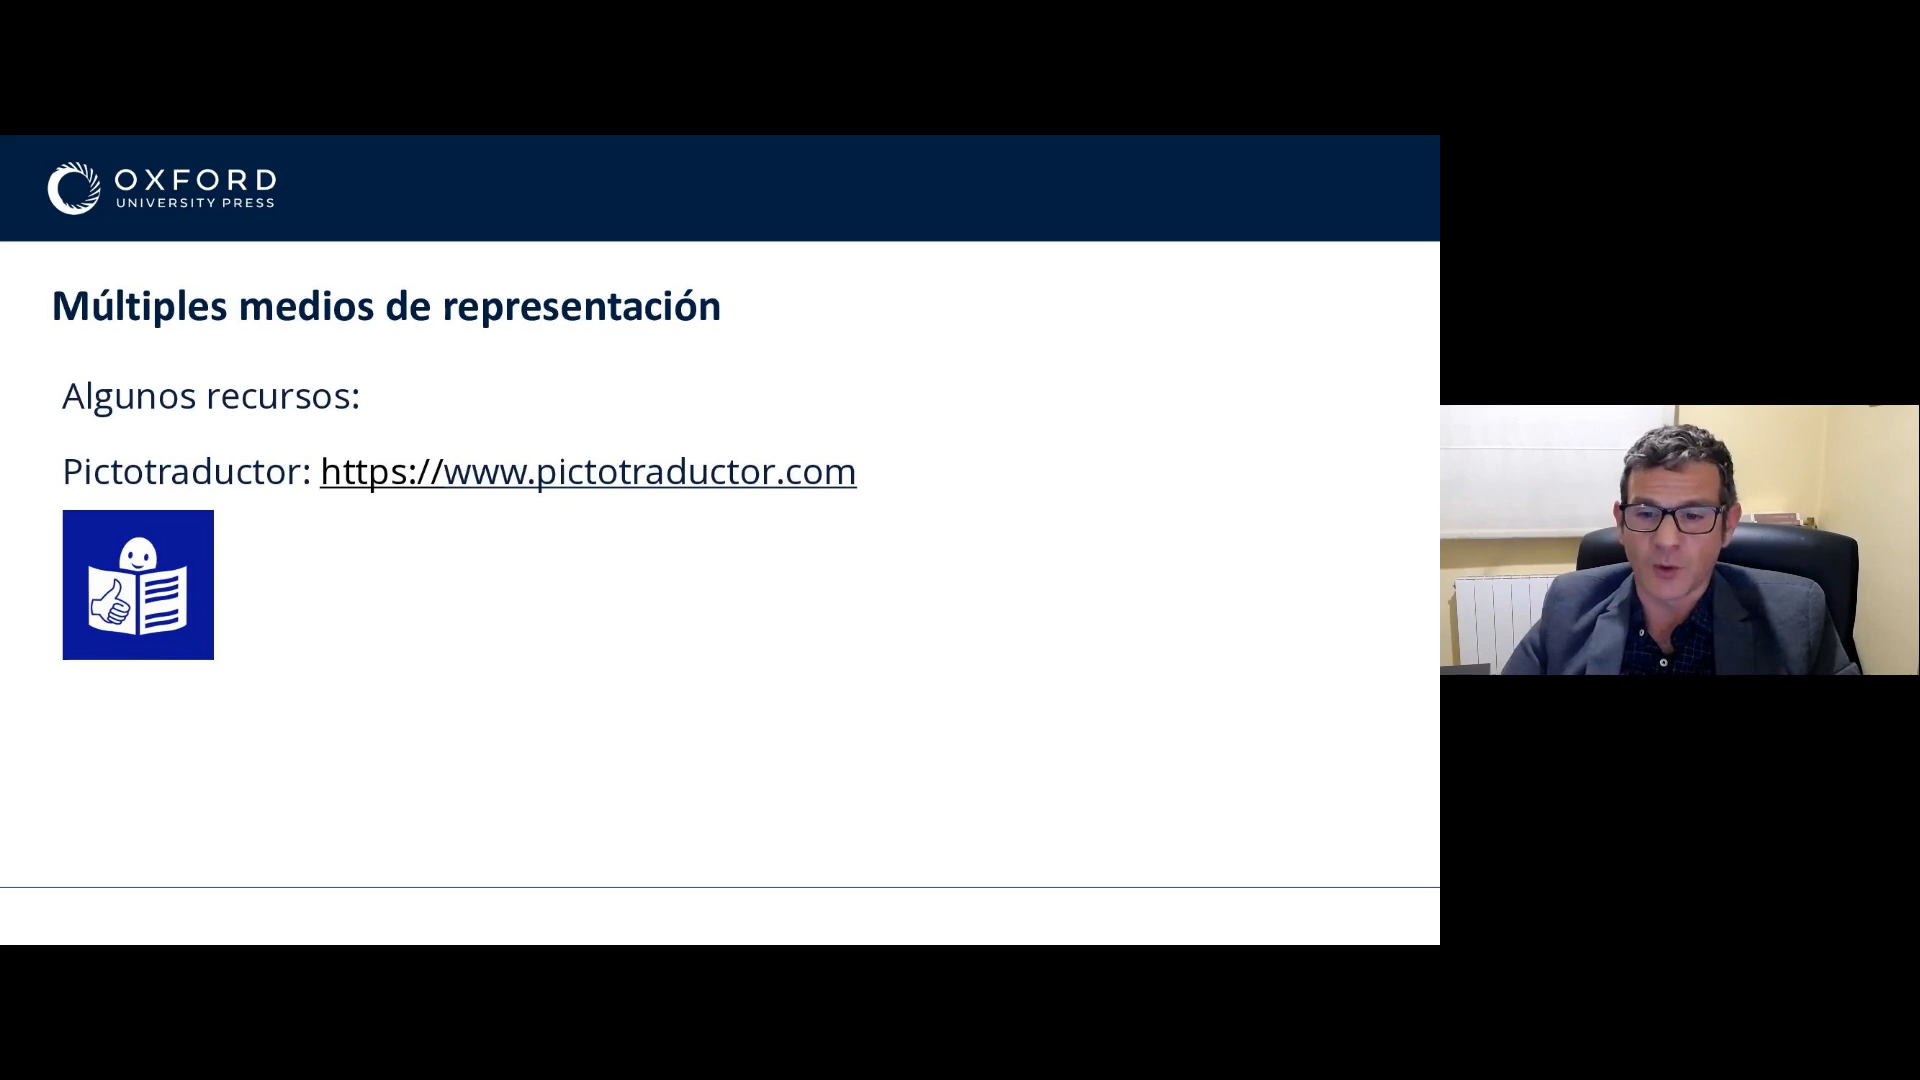 OXFORD
UNIVERSITY PRESS
Múltiples medios de representación
Algunos recursos:
Pictotraductor: https://www.pictotraductor.com